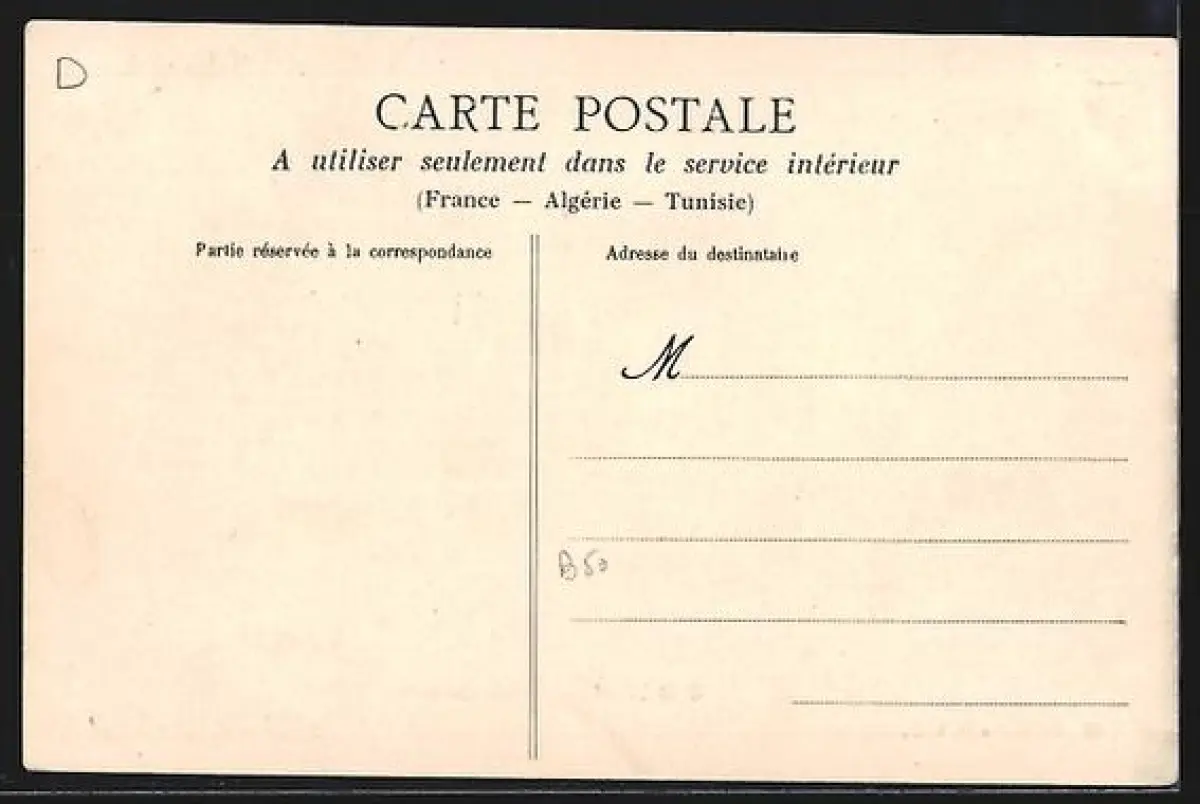 D
CARTE POSTALE
A utiliser seulement dans le service intérieur
(France — Algérie — Tunisie)
Partie réservée à la correspondance
Adresse du destinataire
M
B50